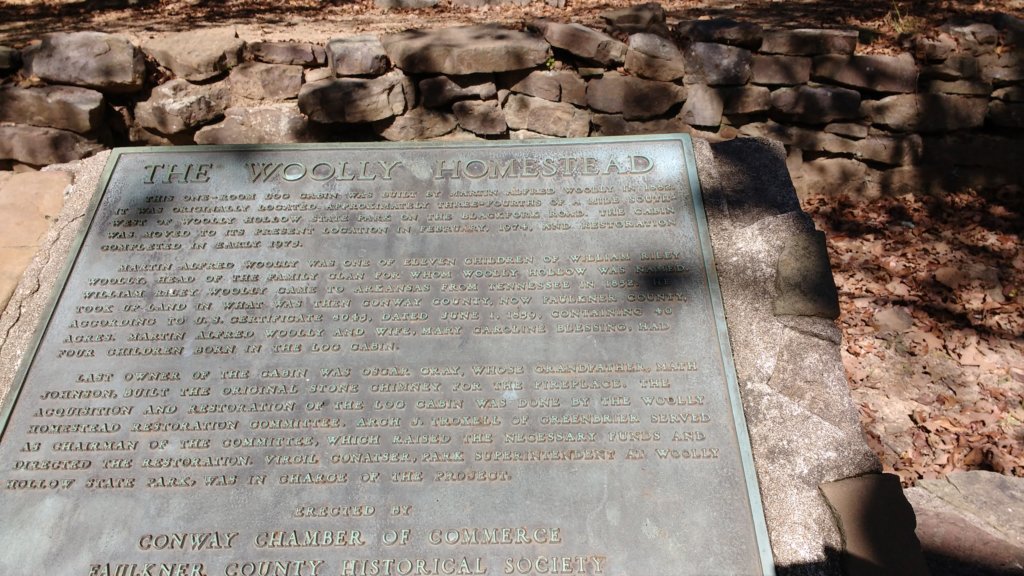 THE WOOLLY HOMESTEAD
THIS ONE-ROOM LOG CABIN WAS BUILT BY MARTIN ALFRED WOOLLY IN 1882.
IT WAS ORIGINALLY LOCATED APPROXIMATELY THREE-FOURTHS OF A MILE SOUTH-
WEST OF WOOLLY HOLLOW STATE PARK ON THE BLACKFORK ROAD. THE CABIN
WAS MOVED TO ITS PRESENT LOCATION IN FEBRUARY, 1974, AND RESTORATION
COMPLETED IN EARLY 1975.
MARTIN ALFRED WOOLLY WAS ONE OF ELEVEN CHILDREN OF WILLIAM RILEY
WOOLLY, HEAD OF THE FAMILY CLAN FOR WHOM WOOLLY HOLLOW WAS NAMED.
WILLIAM RILEY WOOLLY CAME TO ARKANSAS FROM TENNESSEE IN 1852. HE
TOOK UP LAND IN WHAT WAS THEN CONWAY COUNTY, NOW FAULKNER COUNTY,
ACCORDING TO U.S. CERTIFICATE DATED JUNE 1, 1859, CONTAINING 40
ACRES. MARTIN ALFRED WOOLLY AND WIFE, MARY CAROLINE BLESSING, HAD
FOUR CHILDREN BORN IN THE LOG CABIN.
LAST OWNER OF THE CABIN WAS OSCAR GRAY, WHOSE GRANDFATHER, MATH
JOHNSON, BUILT THE ORIGINAL STONE CHIMNEY FOR THE FIREPLACE. THE
ACQUISITION AND RESTORATION OF THE LOG CABIN WAS DONE BY THE WOOLLY
HOMESTEAD RESTORATION COMMITTEE. ARCH J. TROXELL OF GREENBRIER SERVED
AS CHAIRMAN OF THE COMMITTEE, WHICH RAISED THE NECESSARY FUNDS AND
DIRECTED THE RESTORATION. VIRGIL CONAISER, PARK SUPERINTENDENT AT WOOLLY
HOLLOW STATE PARK, WAS IN CHARGE OF THE PROJECT.
ERECTED BY
CONWAY CHAMBER OF COMMERCE
FAULKNER COUNTY HISTORICAL SOCIETY